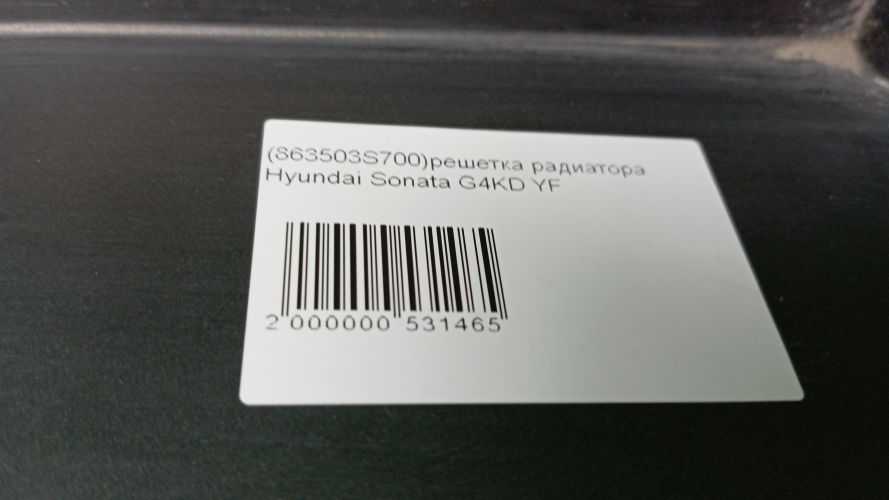 (863503S700)решетка радиатора
Hyundai Sonata G4KD YF
2 000000 531465